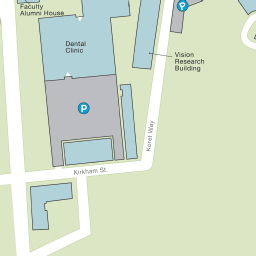 Faculty
Alumni House
P
Dental
Clinic
Vision
Research
Building
P
Koret Way
Kirkham St.